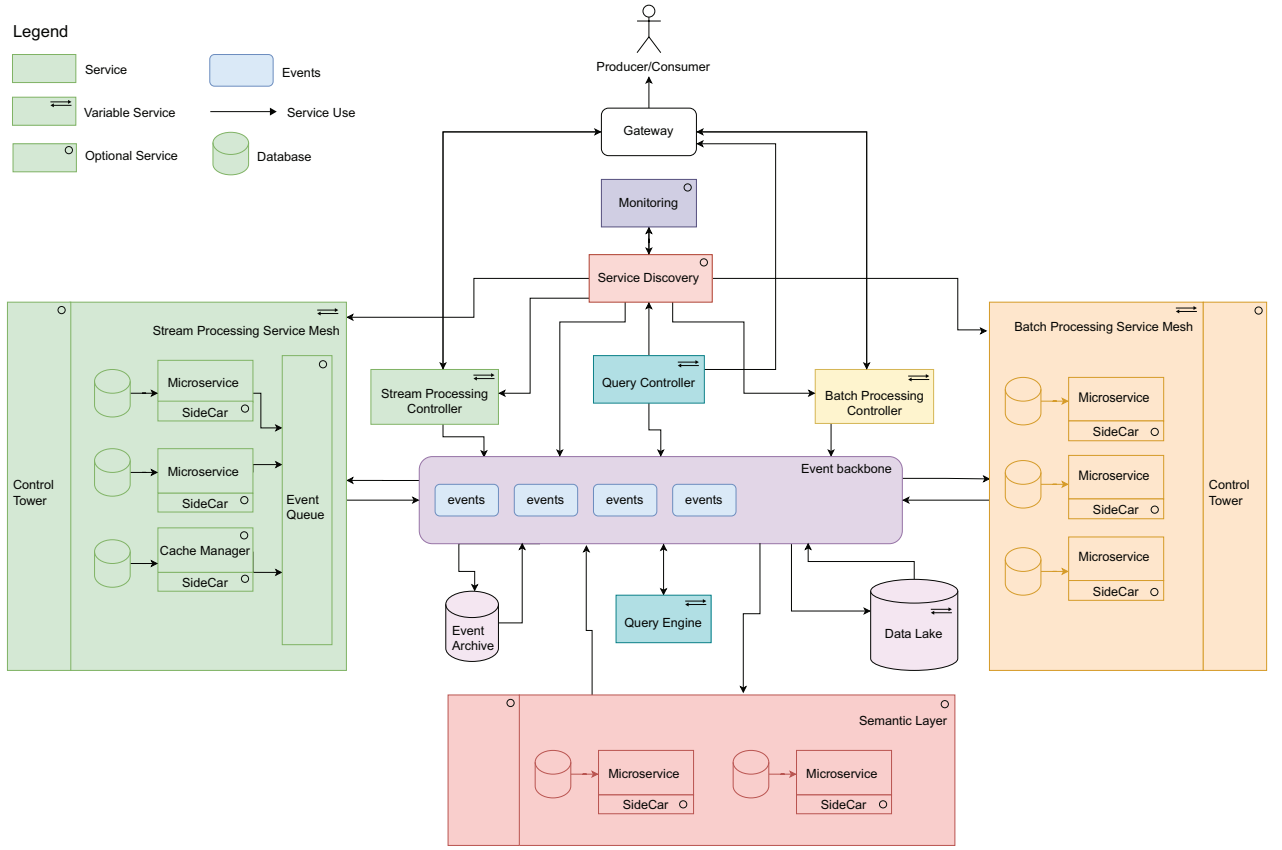 Legend
Service
Events
Variable Service
Service Use
Optional Service
Database
Producer/Consumer
Gateway
Monitoring
Service Discovery
Stream Processing Service Mesh
Control
Tower
Microservice
SideCar
Microservice
SideCar
Cache Manager
SideCar
Event
Queue
Stream Processing
Controller
Query Controller
Batch Processing
Controller
Event backbone
events
events
events
events
Event
Archive
Query Engine
Data Lake
Batch Processing Service Mesh
Microservice
SideCar
Microservice
SideCar
Microservice
SideCar
Control
Tower
Semantic Layer
Microservice
SideCar
Microservice
SideCar